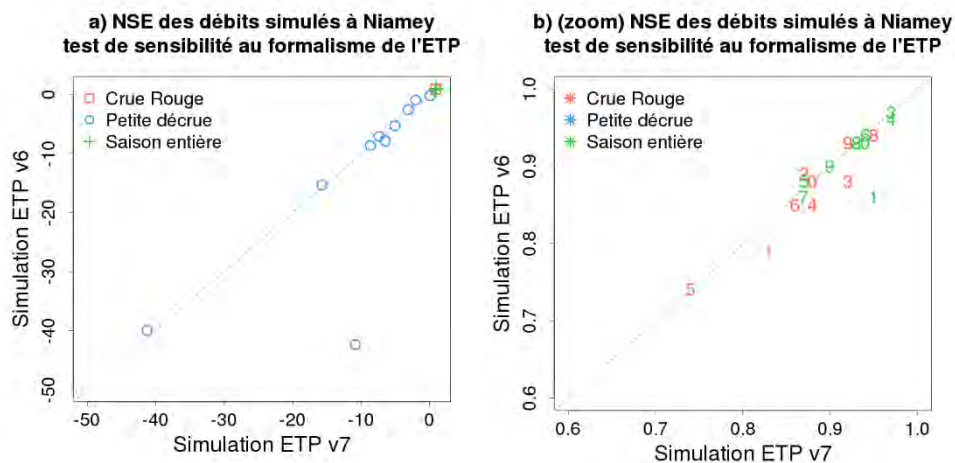 a) NSE des débits simulés à Niamey
test de sensibilité au formalisme de l'ETP
Simulation ETP v6
0
-10
-20
-30
-40
-50
Crue Rouge
Petite décrue
Saison entière
-50 -40 -30 -20 -10 0
Simulation ETP v7
b) (zoom) NSE des débits simulés à Niamey
test de sensibilité au formalisme de l'ETP
Simulation ETP v6
1.0
0.9
0.8
0.7
0.6
Crue Rouge
Petite décrue
Saison entière
0.6 0.7 0.8 0.9 1.0
Simulation ETP v7